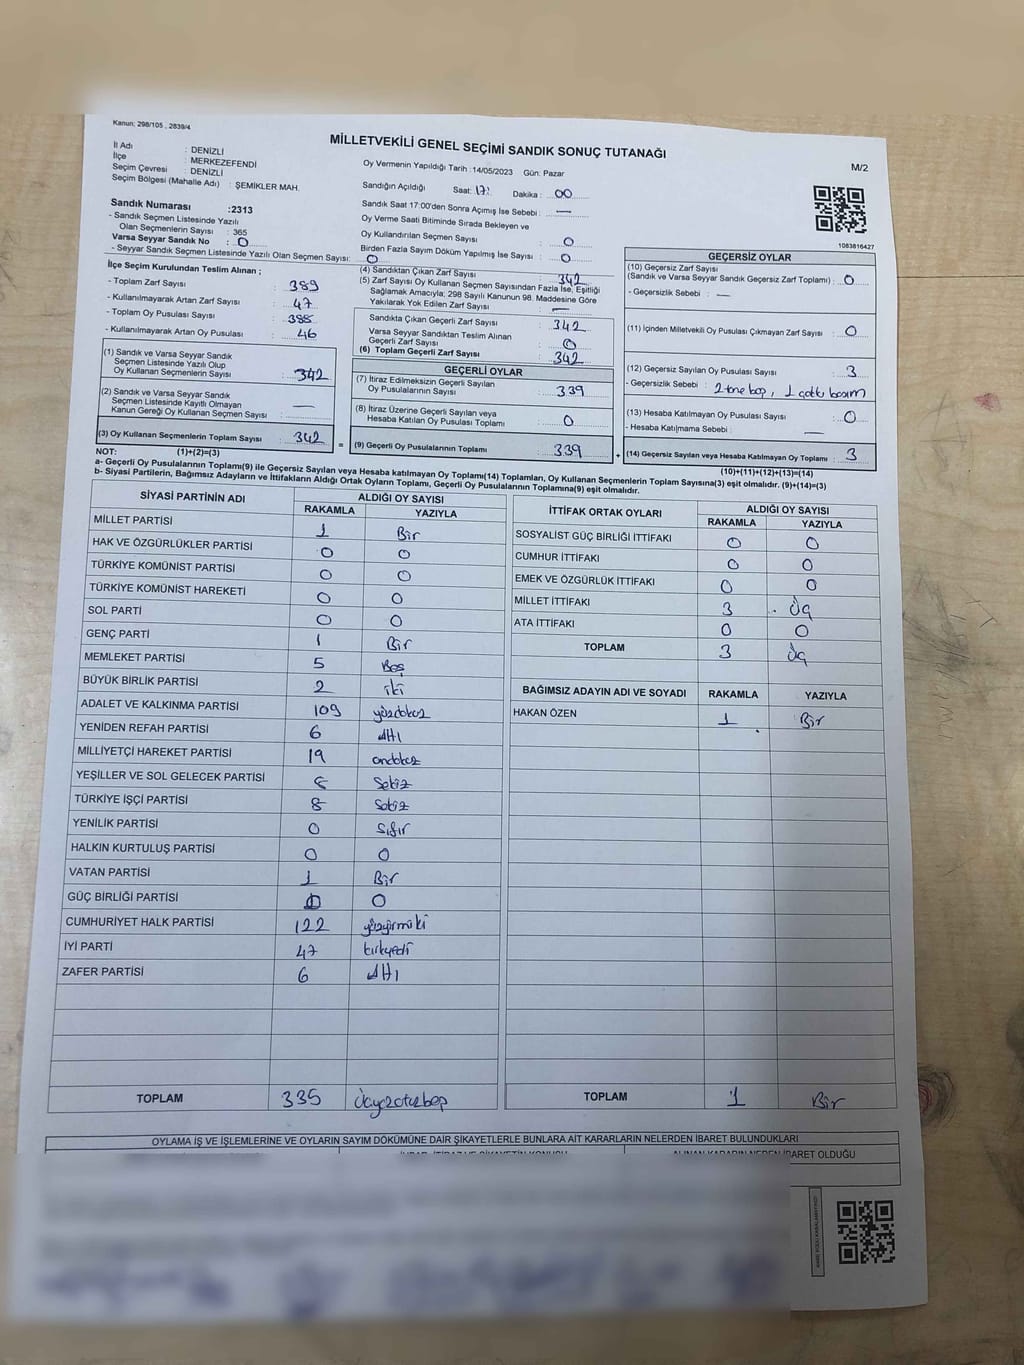 Kanun: 298/105 , 2839/4
MİLLETVEKİLİ GENEL SEÇİMİ SANDIK SONUÇ TUTANAĞI
M/2
İl Adı : DENİZLİ
İlçe : MERKEZEFENDİ
Seçim Çevresi : DENİZLİ
Seçim Bölgesi (Mahalle Adı) : ŞEMİKLER MAH.
Oy Vermenin Yapıldığı Tarih :14/05/2023 Gün: Pazar
Sandığın Açıldığı Saat: 17: Dakika : 00
Sandık Saat 17:00'den Sonra Açımış İse Sebebi : —
Oy Verme Saati Bitiminde Sırada Bekleyen ve
Oy Kullandırılan Seçmen Sayısı : 0
Birden Fazla Sayım Döküm Yapılmış İse Sayısı : 0
1083816427
Sandık Numarası :2313
- Sandık Seçmen Listesinde Yazılı
Olan Seçmenlerin Sayısı : 365
Varsa Seyyar Sandık No : 0
- Seyyar Sandık Seçmen Listesinde Yazılı Olan Seçmen Sayısı: 0
İlçe Seçim Kurulundan Teslim Alınan ;
- Toplam Zarf Sayısı : 389
- Kullanılmayarak Artan Zarf Sayısı : 47
- Toplam Oy Pusulası Sayısı : 388
- Kullanılmayarak Artan Oy Pusulası : 46
(1) Sandık ve Varsa Seyyar Sandık
Seçmen Listesinde Yazılı Olup
Oy Kullanan Seçmenlerin Sayısı : 342
(2) Sandık ve Varsa Seyyar Sandık
Seçmen Listesinde Kayıtlı Olmayan
Kanun Gereği Oy Kullanan Seçmen Sayısı : —
(3) Oy Kullanan Seçmenlerin Toplam Sayısı : 342 =
(1)+(2)=(3)
(4) Sandıktan Çıkan Zarf Sayısı : 342
(5) Zarf Sayısı Oy Kullanan Seçmen Sayısından Fazla İse, Eşitliği
Sağlamak Amacıyla; 298 Sayılı Kanunun 98. Maddesine Göre
Yakılarak Yok Edilen Zarf Sayısı : —
Sandıkta Çıkan Geçerli Zarf Sayısı : 342
Varsa Seyyar Sandıktan Teslim Alınan
Geçerli Zarf Sayısı : 0
(6) Toplam Geçerli Zarf Sayısı : 342
GEÇERLİ OYLAR
(7) İtiraz Edilmeksizin Geçerli Sayılan
Oy Pusulalarının Sayısı : 339
(8) İtiraz Üzerine Geçerli Sayılan veya
Hesaba Katılan Oy Pusulası Toplamı : 0
(9) Geçerli Oy Pusulalarının Toplamı : 339 +
GEÇERSİZ OYLAR
(10) Geçersiz Zarf Sayısı
(Sandık ve Varsa Seyyar Sandık Geçersiz Zarf Toplamı) : 0
- Geçersizlik Sebebi : —
(11) İçinden Milletvekili Oy Pusulası Çıkmayan Zarf Sayısı : 0
(12) Geçersiz Sayılan Oy Pusulası Sayısı : 3
- Geçersizlik Sebebi : 2 tane boş, 1 basım
(13) Hesaba Katılmayan Oy Pusulası Sayısı : 0
- Hesaba Katılmama Sebebi : —
(14) Geçersiz Sayılan veya Hesaba Katılmayan Oy Toplamı : 3
(10)+(11)+(12)+(13)=(14)
NOT:
a- Geçerli Oy Pusulalarının Toplamı(9) ile Geçersiz Sayılan veya Hesaba katılmayan Oy Toplamı(14) Toplamları, Oy Kullanan Seçmenlerin Toplam Sayısına(3) eşit olmalıdır. (9)+(14)=(3)
b- Siyasi Partilerin, Bağımsız Adayların ve İttifakların Aldığı Ortak Oyların Toplamı, Geçerli Oy Pusulalarının Toplamına(9) eşit olmalıdır.
SİYASİ PARTİNİN ADI ALDIĞI OY SAYISI
RAKAMLA YAZIYLA
MİLLET PARTİSİ 1 Bir
HAK VE ÖZGÜRLÜKLER PARTİSİ 0 0
TÜRKİYE KOMÜNİST PARTİSİ 0 0
TÜRKİYE KOMÜNİST HAREKETİ 0 0
SOL PARTİ 0 0
GENÇ PARTİ 1 Bir
MEMLEKET PARTİSİ 5 Beş
BÜYÜK BİRLİK PARTİSİ 2 iki
ADALET VE KALKINMA PARTİSİ 109 yüzdokuz
YENİDEN REFAH PARTİSİ 6 Altı
MİLLİYETÇİ HAREKET PARTİSİ 19 ondokuz
YEŞİLLER VE SOL GELECEK PARTİSİ 8 Sekiz
TÜRKİYE İŞÇİ PARTİSİ 8 Sekiz
YENİLİK PARTİSİ 0 Sıfır
HALKIN KURTULUŞ PARTİSİ 0 0
VATAN PARTİSİ 1 Bir
GÜÇ BİRLİĞİ PARTİSİ 0 0
CUMHURİYET HALK PARTİSİ 122 yüzyirmiiki
İYİ PARTİ 47 kırkyedi
ZAFER PARTİSİ 6 Altı
TOPLAM 335 Üçyüzotuzbeş
İTTİFAK ORTAK OYLARI ALDIĞI OY SAYISI
RAKAMLA YAZIYLA
SOSYALİST GÜÇ BİRLİĞİ İTTİFAKI 0 0
CUMHUR İTTİFAKI 0 0
EMEK VE ÖZGÜRLÜK İTTİFAKI 0 0
MİLLET İTTİFAKI 3 Üç
ATA İTTİFAKI 0 0
TOPLAM 3 Üç
BAĞIMSIZ ADAYIN ADI VE SOYADI RAKAMLA YAZIYLA
HAKAN ÖZEN 1 Bir
TOPLAM 1 Bir
OYLAMA İŞ VE İŞLEMLERİNE VE OYLARIN SAYIM DÖKÜMÜNE DAİR ŞİKAYETLERLE BUNLARA AİT KARARLARIN NELERDEN İBARET BULUNDUKLARI
ALINAN KARARIN NEDEN İBARET OLDUĞU